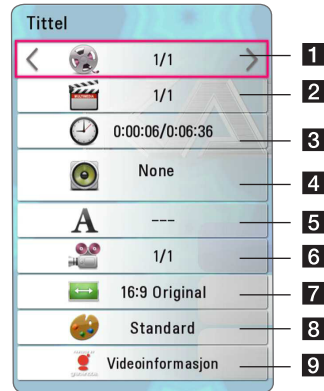 Tittel
1/1 1
1/1 2
0:00:06/0:06:36 3
None 4
A --- 5
1/1 6
16:9 Original 7
Standard 8
Videoinformasjon 9